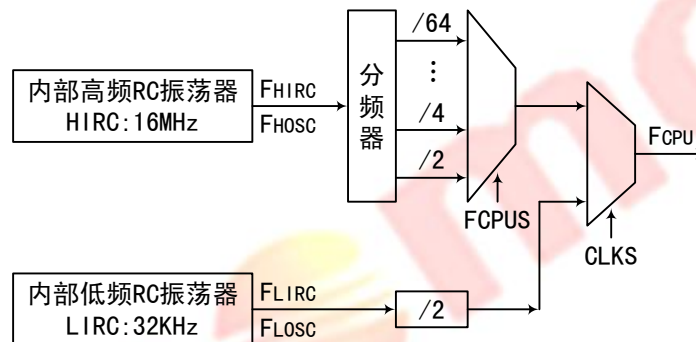 /64
⋮
/4
/2
分频器
内部高频RC振荡器
HIRC:16MHz
FHIRC
FHOSC
FCPUS
FCPU
CLKS
内部低频RC振荡器
LIRC:32KHz
FLIRC
FLOSC
/2